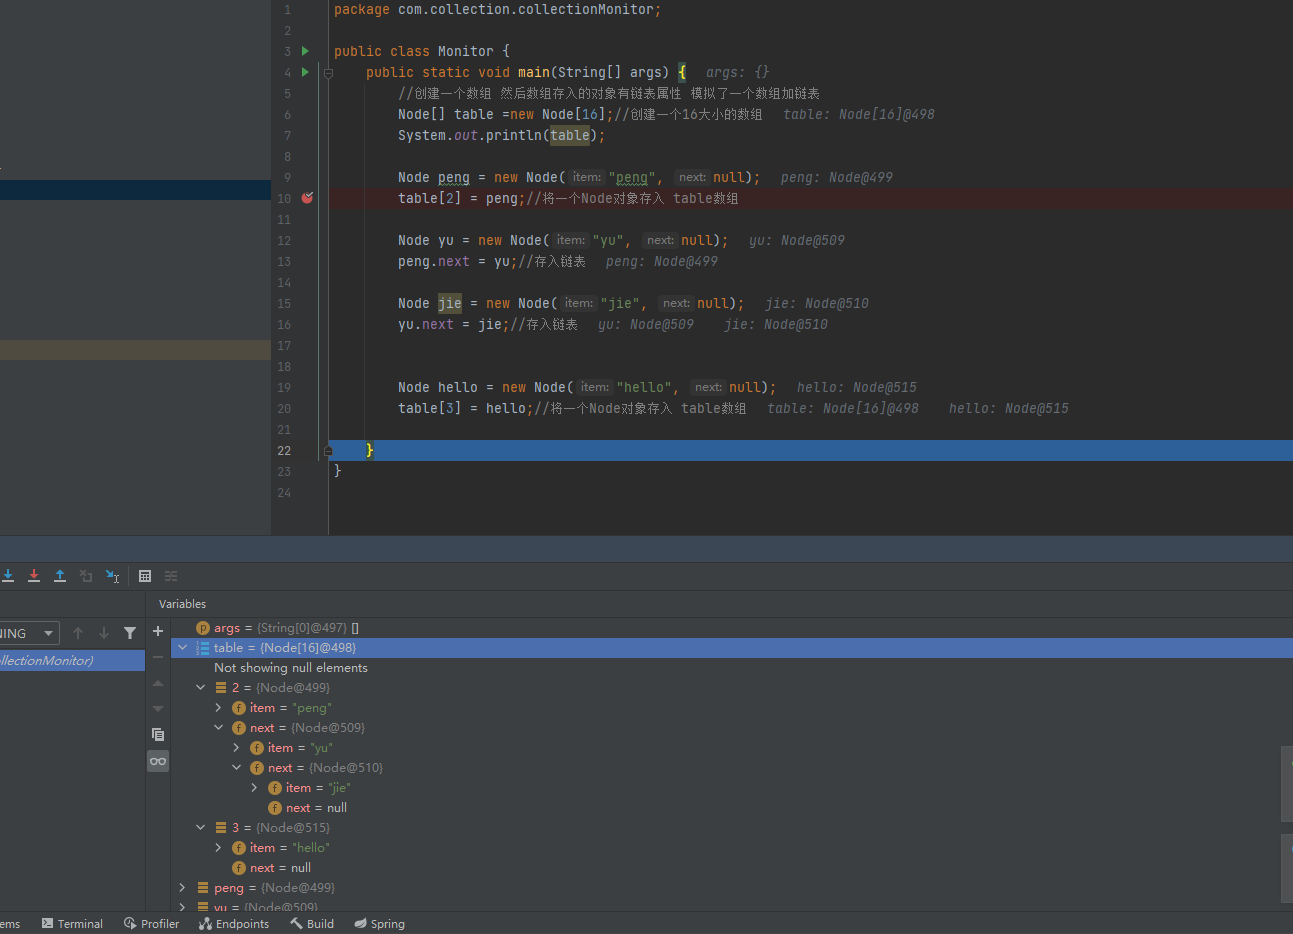 1 package com.collection.collectionMonitor;
2
3 public class Monitor {
4 public static void main(String[] args) { args: {}
5 //创建一个数组 然后数组存入的对象有链表属性 模拟了一个数组加链表
6 Node[] table =new Node[16];//创建一个16大小的数组 table: Node[16]@498
7 System.out.println(table);
8
9 Node peng = new Node( item: "peng", next: null); peng: Node@499
10 table[2] = peng;//将一个Node对象存入 table数组
11
12 Node yu = new Node( item: "yu", next: null); yu: Node@509
13 peng.next = yu;//存入链表 peng: Node@499
14
15 Node jie = new Node( item: "jie", next: null); jie: Node@510
16 yu.next = jie;//存入链表 yu: Node@509 jie: Node@510
17
18
19 Node hello = new Node( item: "hello", next: null); hello: Node@515
20 table[3] = hello;//将一个Node对象存入 table数组 table: Node[16]@498 hello: Node@515
21
22 }
23 }
24
Variables
NING
llectionMonitor)
args = {String[0]@497} []
table = {Node[16]@498}
Not showing null elements
2 = {Node@499}
item = "peng"
next = {Node@509}
item = "yu"
next = {Node@510}
item = "jie"
next = null
3 = {Node@515}
item = "hello"
next = null
peng = {Node@499}
yu = {Node@509}
ems Terminal Profiler Endpoints Build Spring